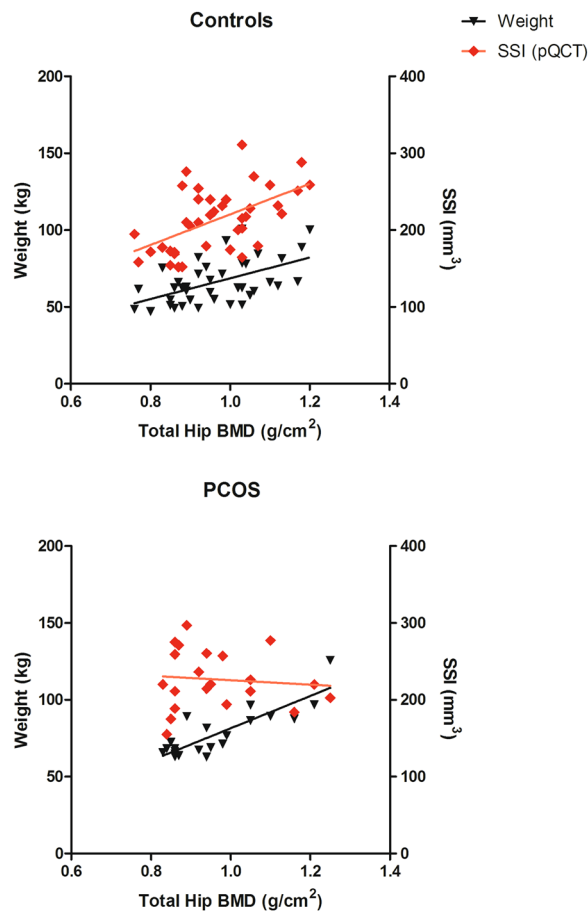 Controls
Weight
SSI (pQCT)
200
150
100
50
0
Weight (kg)
400
300
200
100
0
SSI (mm³)
0.6 0.8 1.0 1.2 1.4
Total Hip BMD (g/cm²)
PCOS
200
150
100
50
0
Weight (kg)
400
300
200
100
0
SSI (mm³)
0.6 0.8 1.0 1.2 1.4
Total Hip BMD (g/cm²)